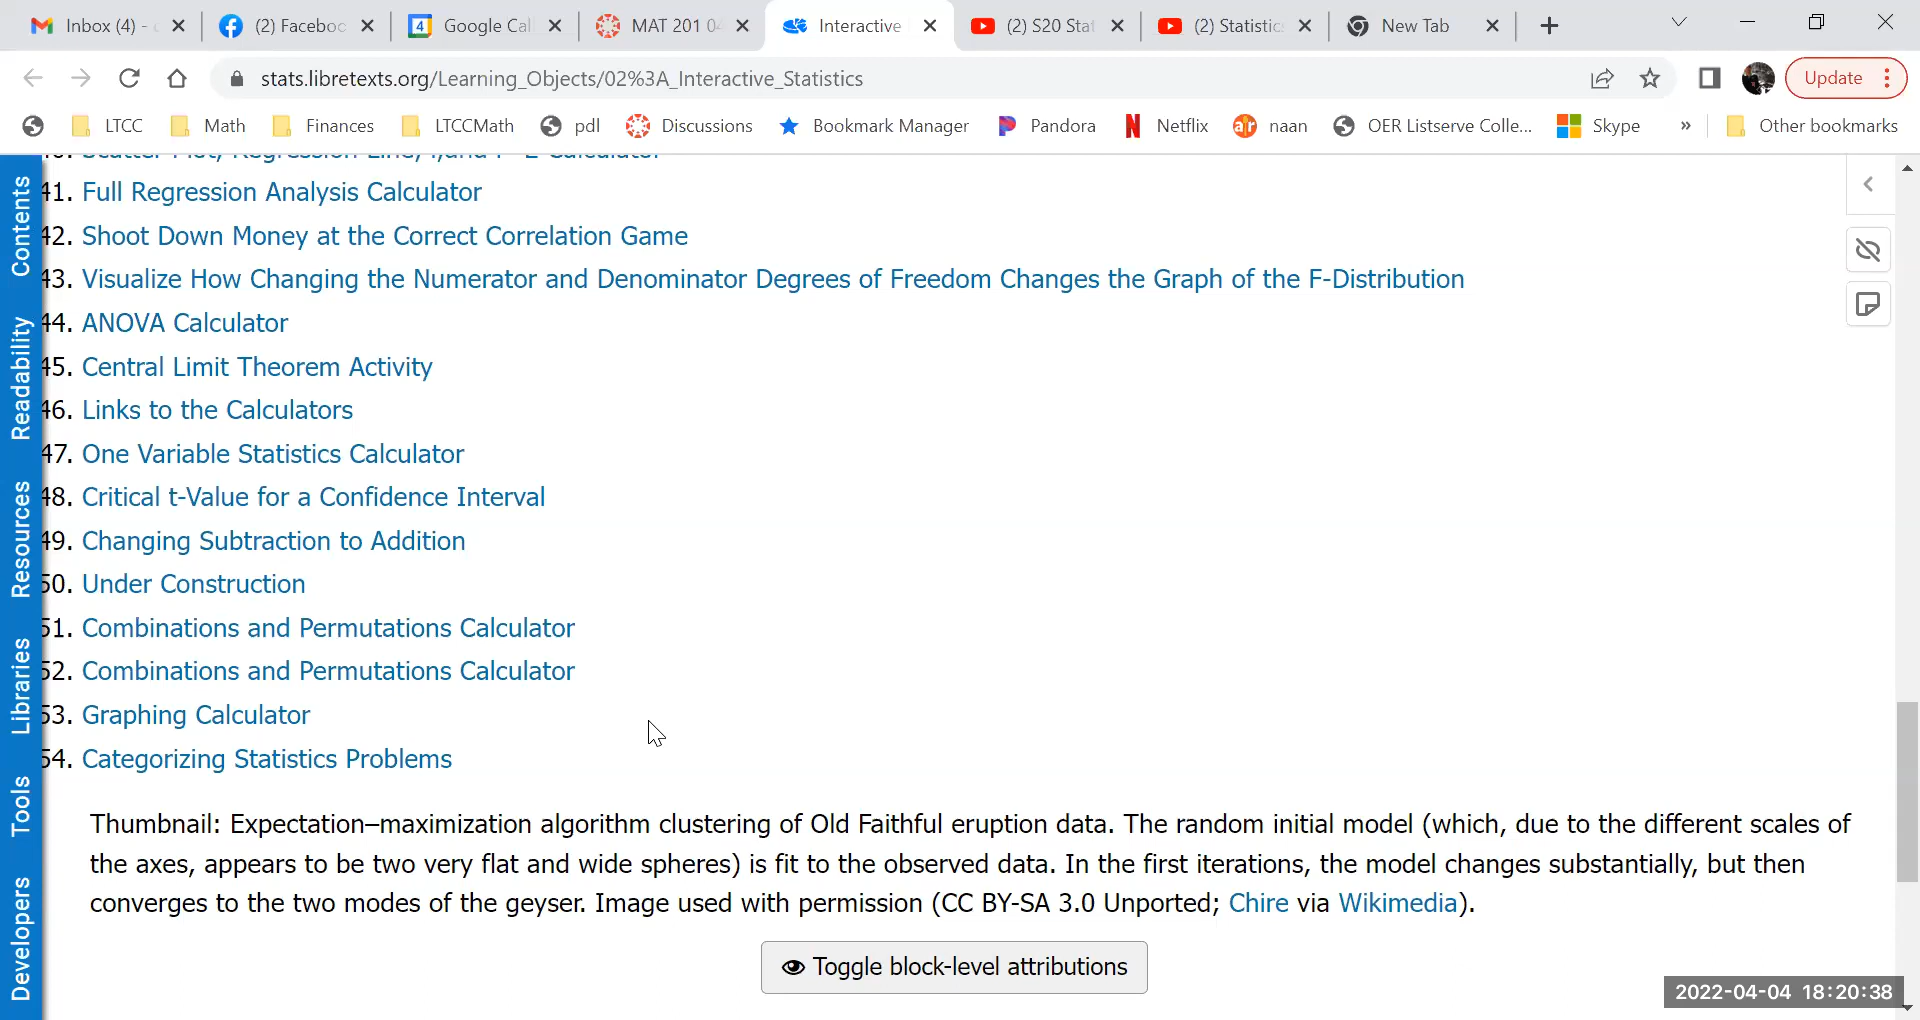 Inbox (4) -
(2) Faceboo
Google Cal
MAT 201 04
Interactive
(2) S20 Stat
(2) Statistic
New Tab
stats.libretexts.org/Learning_Objects/02%3A_Interactive_Statistics
Update
LTCC
Math
Finances
LTCCMath
pdl
Discussions
Bookmark Manager
Pandora
Netflix
naan
OER Listserve Colle...
Skype
»
Other bookmarks
Contents
Readability
Resources
Libraries
Tools
Developers
41. Full Regression Analysis Calculator
42. Shoot Down Money at the Correct Correlation Game
43. Visualize How Changing the Numerator and Denominator Degrees of Freedom Changes the Graph of the F-Distribution
44. ANOVA Calculator
45. Central Limit Theorem Activity
46. Links to the Calculators
47. One Variable Statistics Calculator
48. Critical t-Value for a Confidence Interval
49. Changing Subtraction to Addition
50. Under Construction
51. Combinations and Permutations Calculator
52. Combinations and Permutations Calculator
53. Graphing Calculator
54. Categorizing Statistics Problems
Thumbnail: Expectation–maximization algorithm clustering of Old Faithful eruption data. The random initial model (which, due to the different scales of
the axes, appears to be two very flat and wide spheres) is fit to the observed data. In the first iterations, the model changes substantially, but then
converges to the two modes of the geyser. Image used with permission (CC BY-SA 3.0 Unported; Chire via Wikimedia).
Toggle block-level attributions
2022-04-04 18:20:38